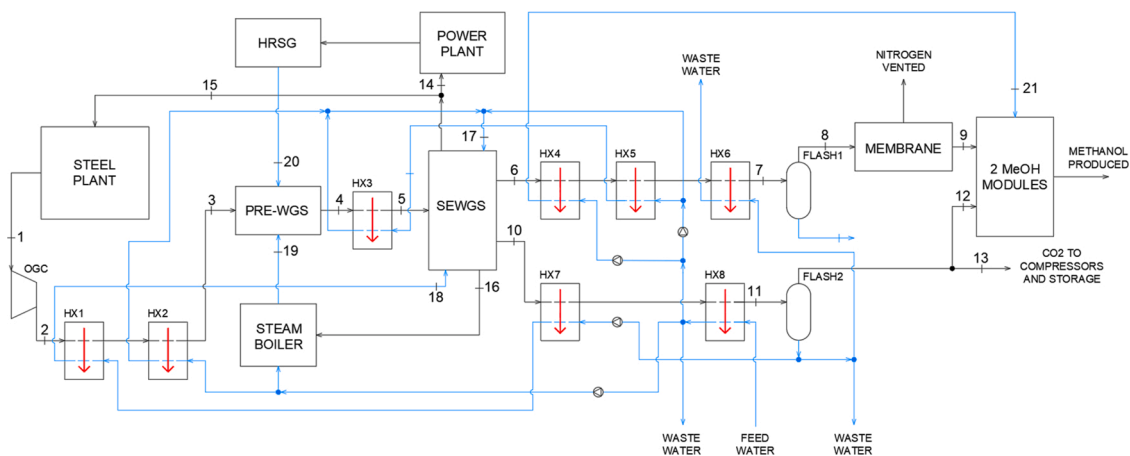 HRSG
POWER
PLANT
STEEL
PLANT
15
14
20
1
OGC
2
HX1
HX2
3
PRE-WGS
4
HX3
5
SEWGS
17
19
18
16
STEAM
BOILER
6
HX4
HX5
HX6
7
WASTE
WATER
FLASH1
8
NITROGEN
VENTED
MEMBRANE
9
21
2 MeOH
MODULES
METHANOL
PRODUCED
12
13
CO2 TO
COMPRESSORS
AND STORAGE
10
HX7
HX8
11
FLASH2
WASTE
WATER
FEED
WATER
WASTE
WATER